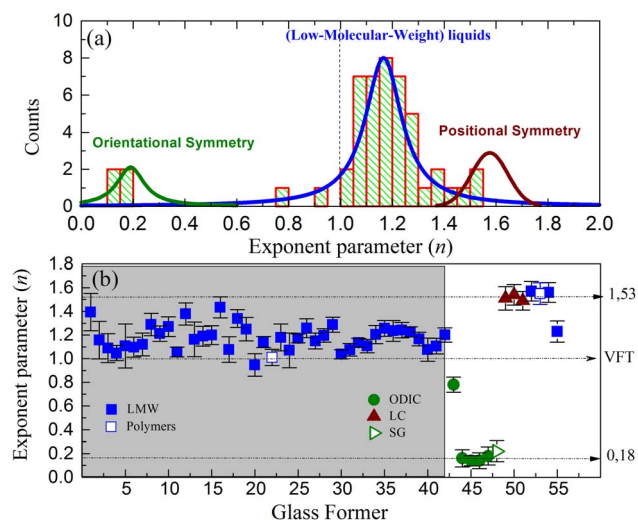 (a)
(Low-Molecular-Weight) liquids
Orientational Symmetry
Positional Symmetry
Counts
10
8
6
4
2
0
0.0 0.2 0.4 0.6 0.8 1.0 1.2 1.4 1.6 1.8 2.0
Exponent parameter (n)
(b)
Exponent parameter (n)
1.8
1.6
1.4
1.2
1.0
0.8
0.6
0.4
0.2
0.0
1,53
VFT
0,18
LMW
Polymers
ODIC
LC
SG
5 10 15 20 25 30 35 40 45 50 55
Glass Former